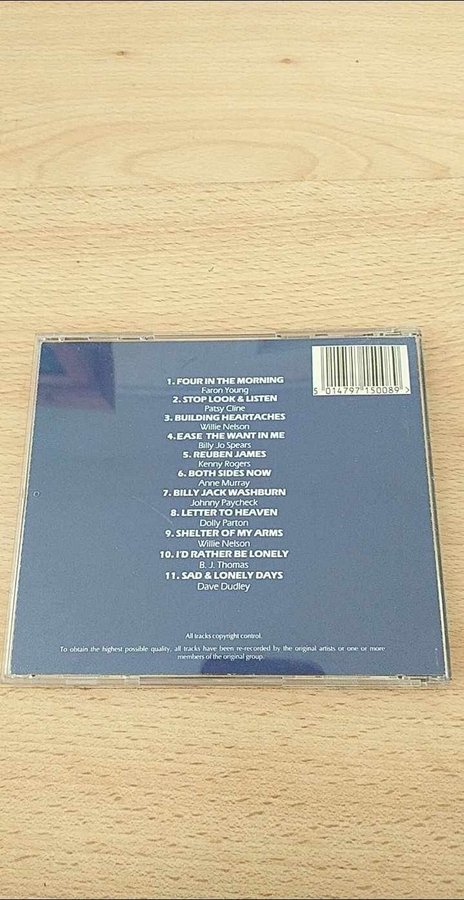 1. FOUR IN THE MORNING
Faron Young
2. STOP LOOK & LISTEN
Patsy Cline
3. BUILDING HEARTACHES
Willie Nelson
4. EASE THE WANT IN ME
Billy Jo Spears
5. REUBEN JAMES
Kenny Rogers
6. BOTH SIDES NOW
Anne Murray
7. BILLY JACK WASHBURN
Johnny Paycheck
8. LETTER TO HEAVEN
Dolly Parton
9. SHELTER OF MY ARMS
Willie Nelson
10. I'D RATHER BE LONELY
B. J. Thomas
11. SAD & LONELY DAYS
Dave Dudley
5 014797 150089 >
All tracks copyright control.
To obtain the highest possible quality, all tracks have been re-recorded by the original artists or one or more
members of the original group.